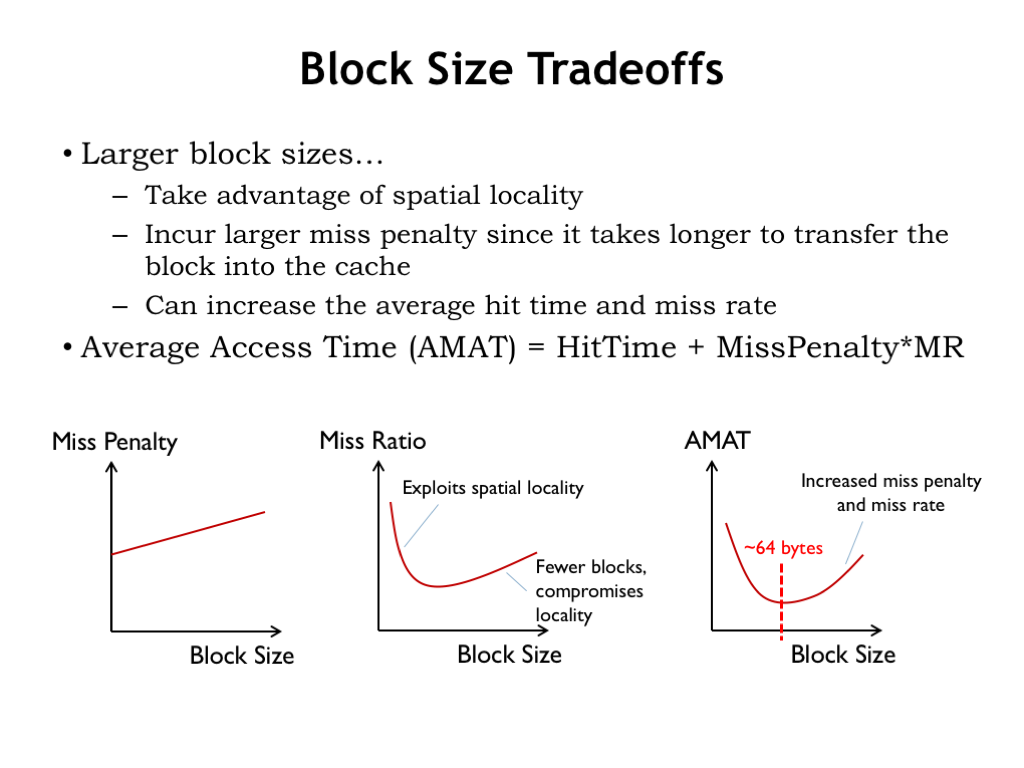 Block Size Tradeoffs
• Larger block sizes…
– Take advantage of spatial locality
– Incur larger miss penalty since it takes longer to transfer the
block into the cache
– Can increase the average hit time and miss rate
• Average Access Time (AMAT) = HitTime + MissPenalty*MR
Miss Penalty
Block Size
Miss Ratio
Exploits spatial locality
Fewer blocks,
compromises
locality
Block Size
AMAT
Increased miss penalty
and miss rate
~64 bytes
Block Size